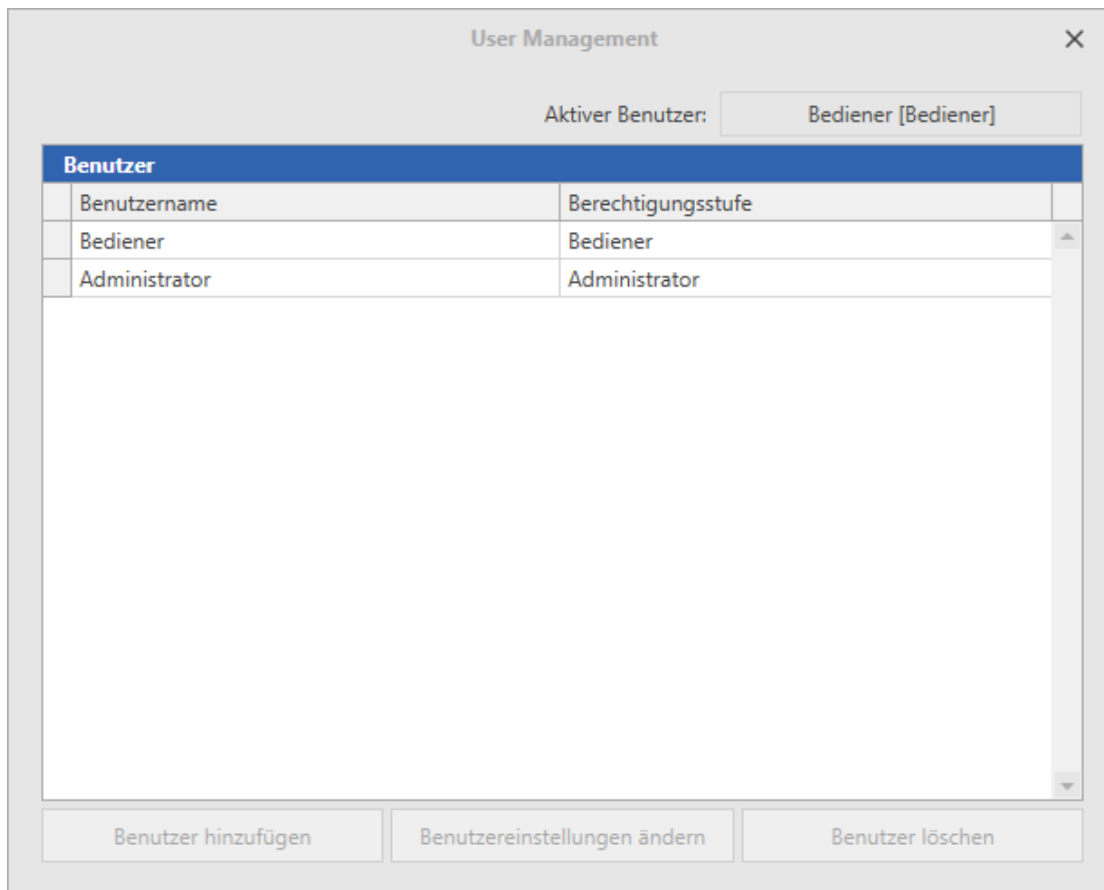 User Management
Aktiver Benutzer: Bediener [Bediener]
Benutzer
Benutzername Berechtigungsstufe
Bediener Bediener
Administrator Administrator
Benutzer hinzufügen Benutzereinstellungen ändern Benutzer löschen